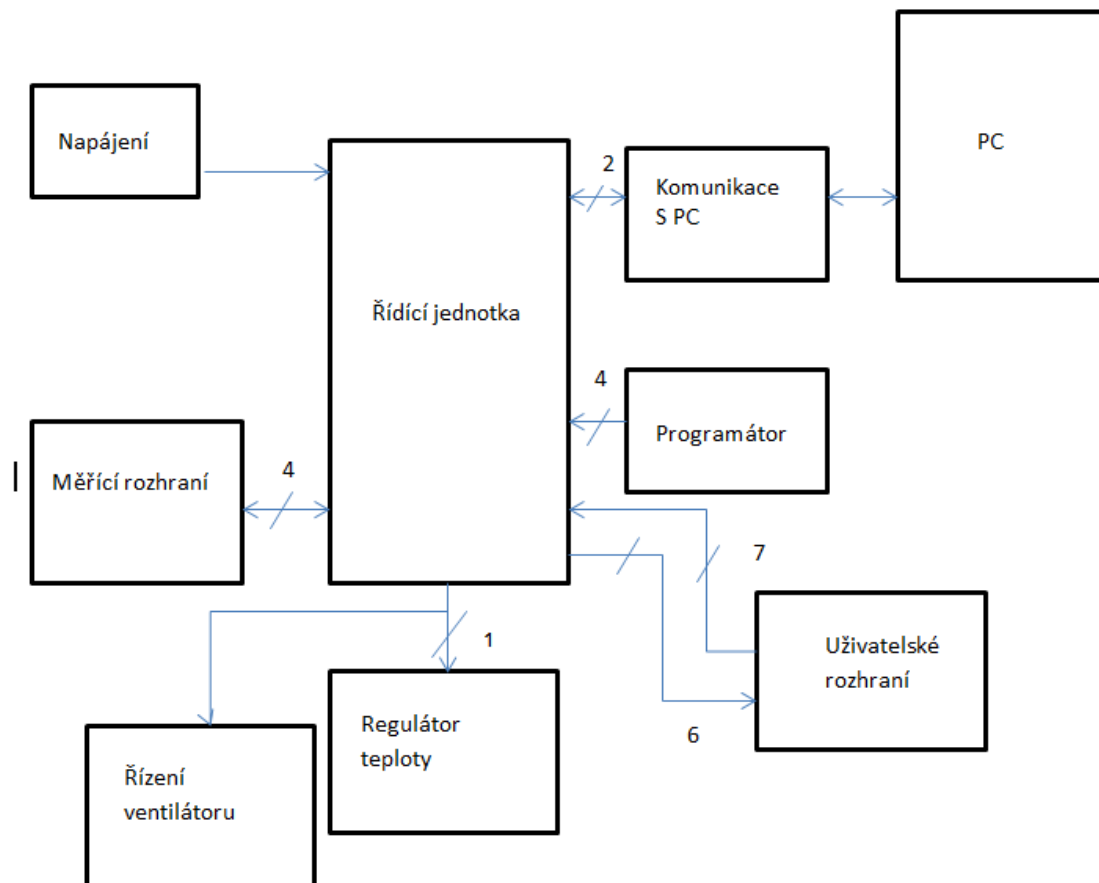 Napájení
PC
2
Komunikace
S PC
Řídící jednotka
4
Programátor
Měřící rozhraní
4
7
Uživatelské
rozhraní
1
6
Regulátor
teploty
Řízení
ventilátoru